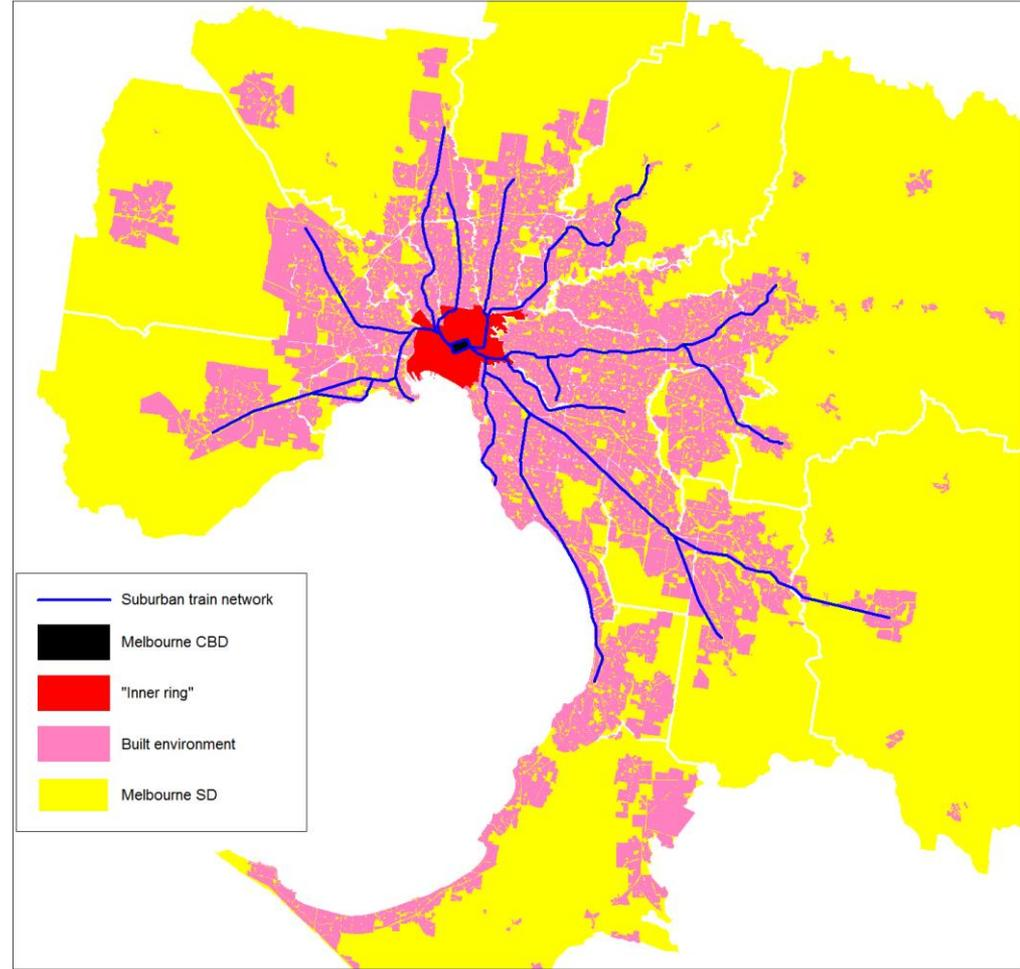 Suburban train network
Melbourne CBD
"Inner ring"
Built environment
Melbourne SD